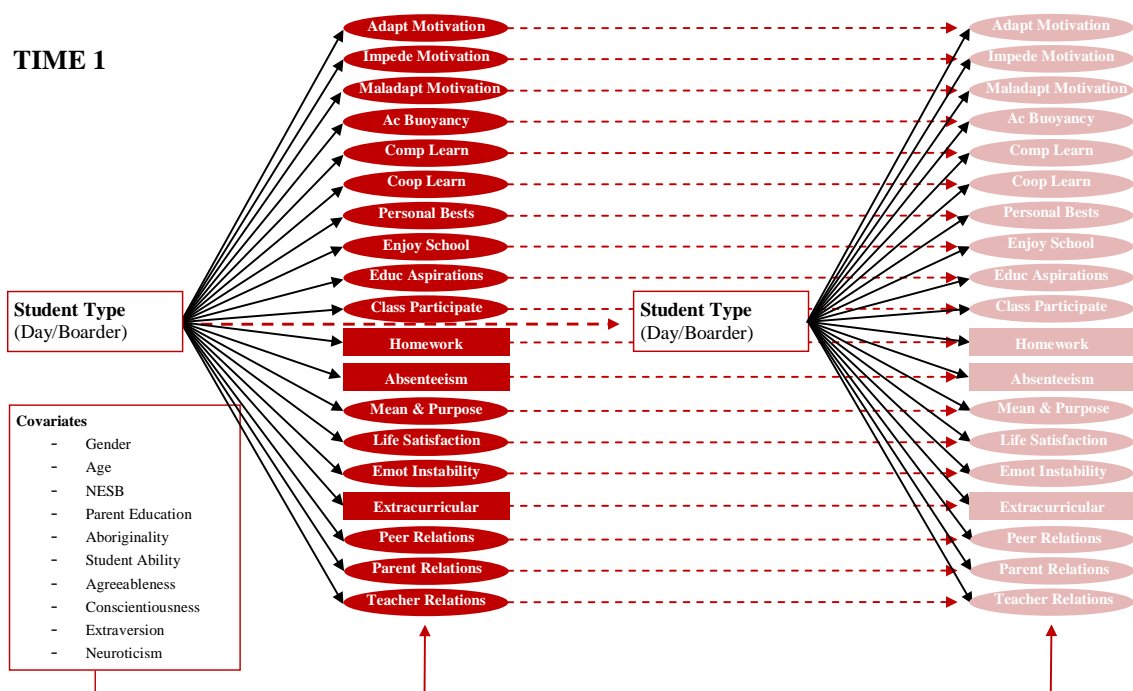 TIME 1
Student Type
(Day/Boarder)
Covariates
- Gender
- Age
- NESB
- Parent Education
- Aboriginality
- Student Ability
- Agreeableness
- Conscientiousness
- Extraversion
- Neuroticism
Adapt Motivation
Impede Motivation
Maladapt Motivation
Ac Buoyancy
Comp Learn
Coop Learn
Personal Bests
Enjoy School
Educ Aspirations
Class Participate
Homework
Absenteeism
Mean & Purpose
Life Satisfaction
Emot Instability
Extracurricular
Peer Relations
Parent Relations
Teacher Relations
Student Type
(Day/Boarder)
Adapt Motivation
Impede Motivation
Maladapt Motivation
Ac Buoyancy
Comp Learn
Coop Learn
Personal Bests
Enjoy School
Educ Aspirations
Class Participate
Homework
Absenteeism
Mean & Purpose
Life Satisfaction
Emot Instability
Extracurricular
Peer Relations
Parent Relations
Teacher Relations